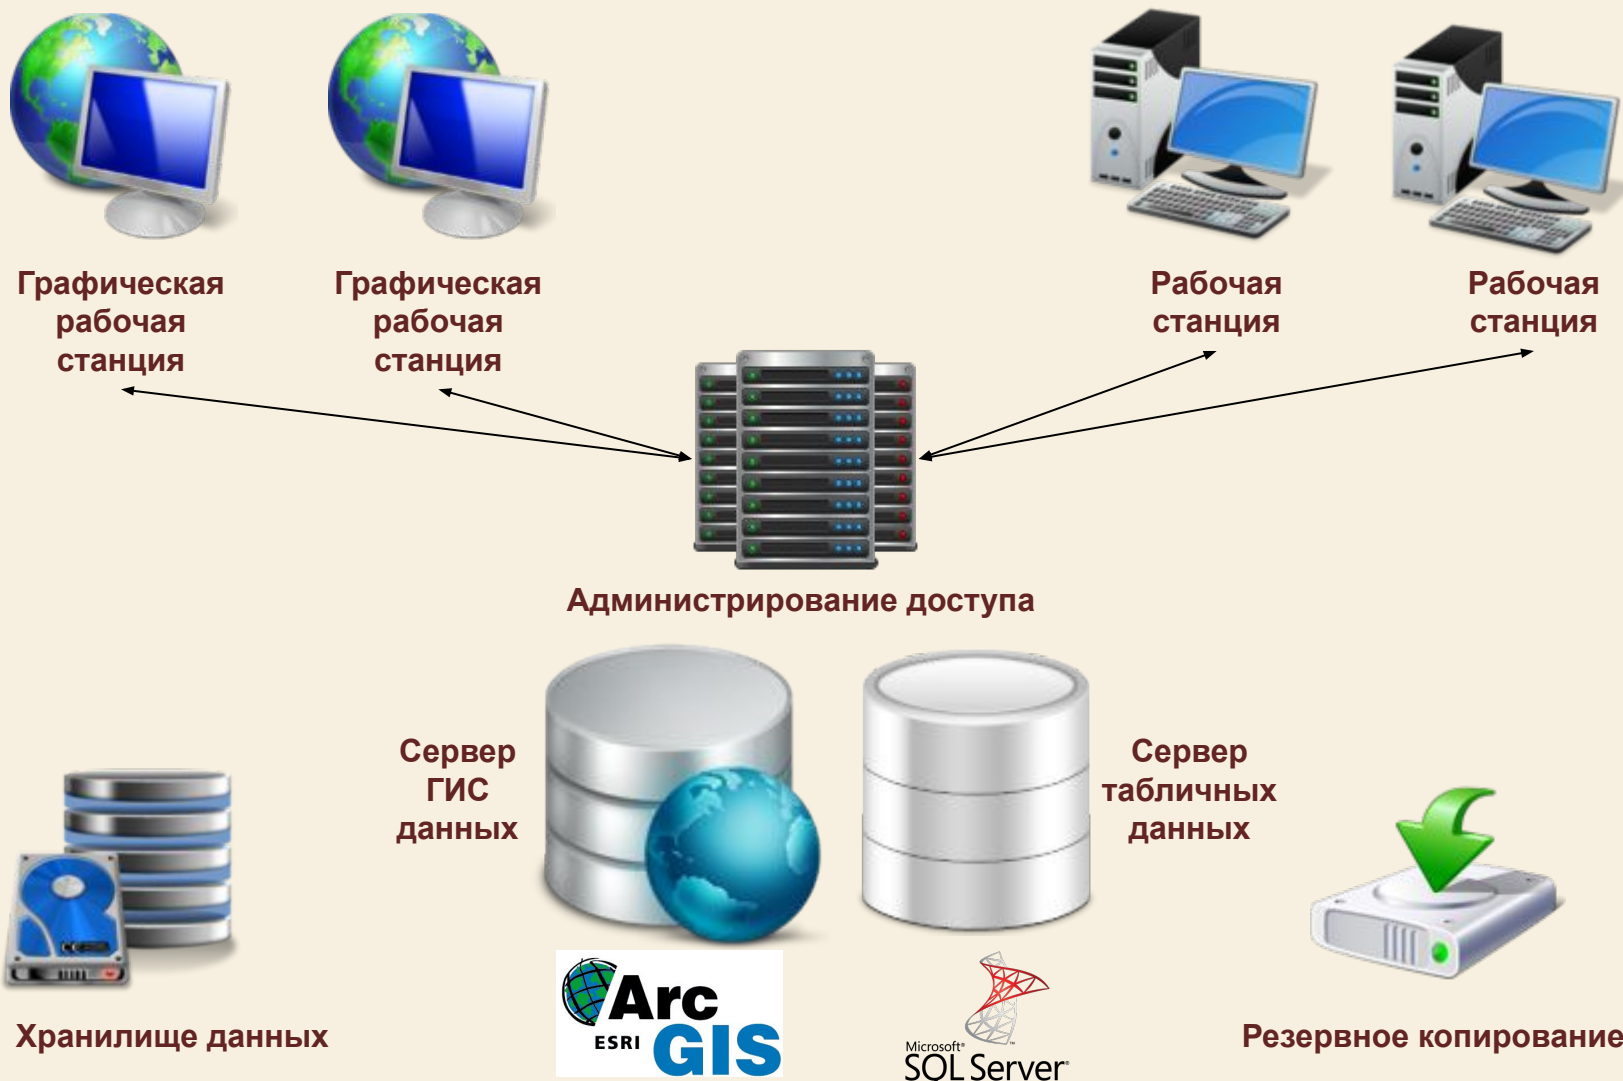 Графическая
рабочая
станция
Графическая
рабочая
станция
Рабочая
станция
Рабочая
станция
Администрирование доступа
Сервер
ГИС
данных
Сервер
табличных
данных
Хранилище данных
Arc
ESRI GIS
Microsoft®
SQL Server®
Резервное копирование